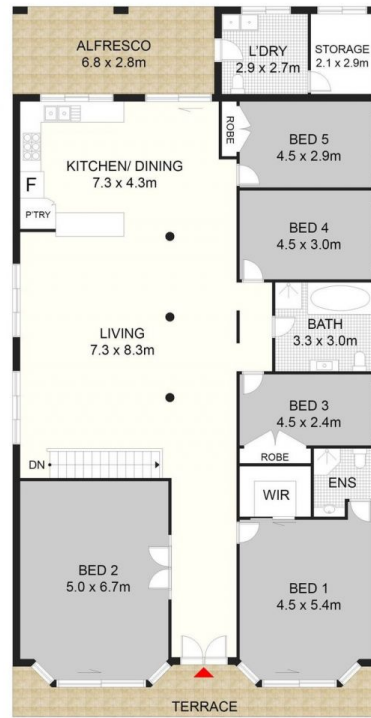 ALFRESCO
6.8 x 2.8m
L'DRY
2.9 x 2.7m
STORAGE
2.1 x 2.9m
ROBE
BED 5
4.5 x 2.9m
KITCHEN/ DINING
7.3 x 4.3m
F
P'TRY
BED 4
4.5 x 3.0m
BATH
3.3 x 3.0m
LIVING
7.3 x 8.3m
BED 3
4.5 x 2.4m
ROBE
DN
WIR
ENS
BED 2
5.0 x 6.7m
BED 1
4.5 x 5.4m
TERRACE